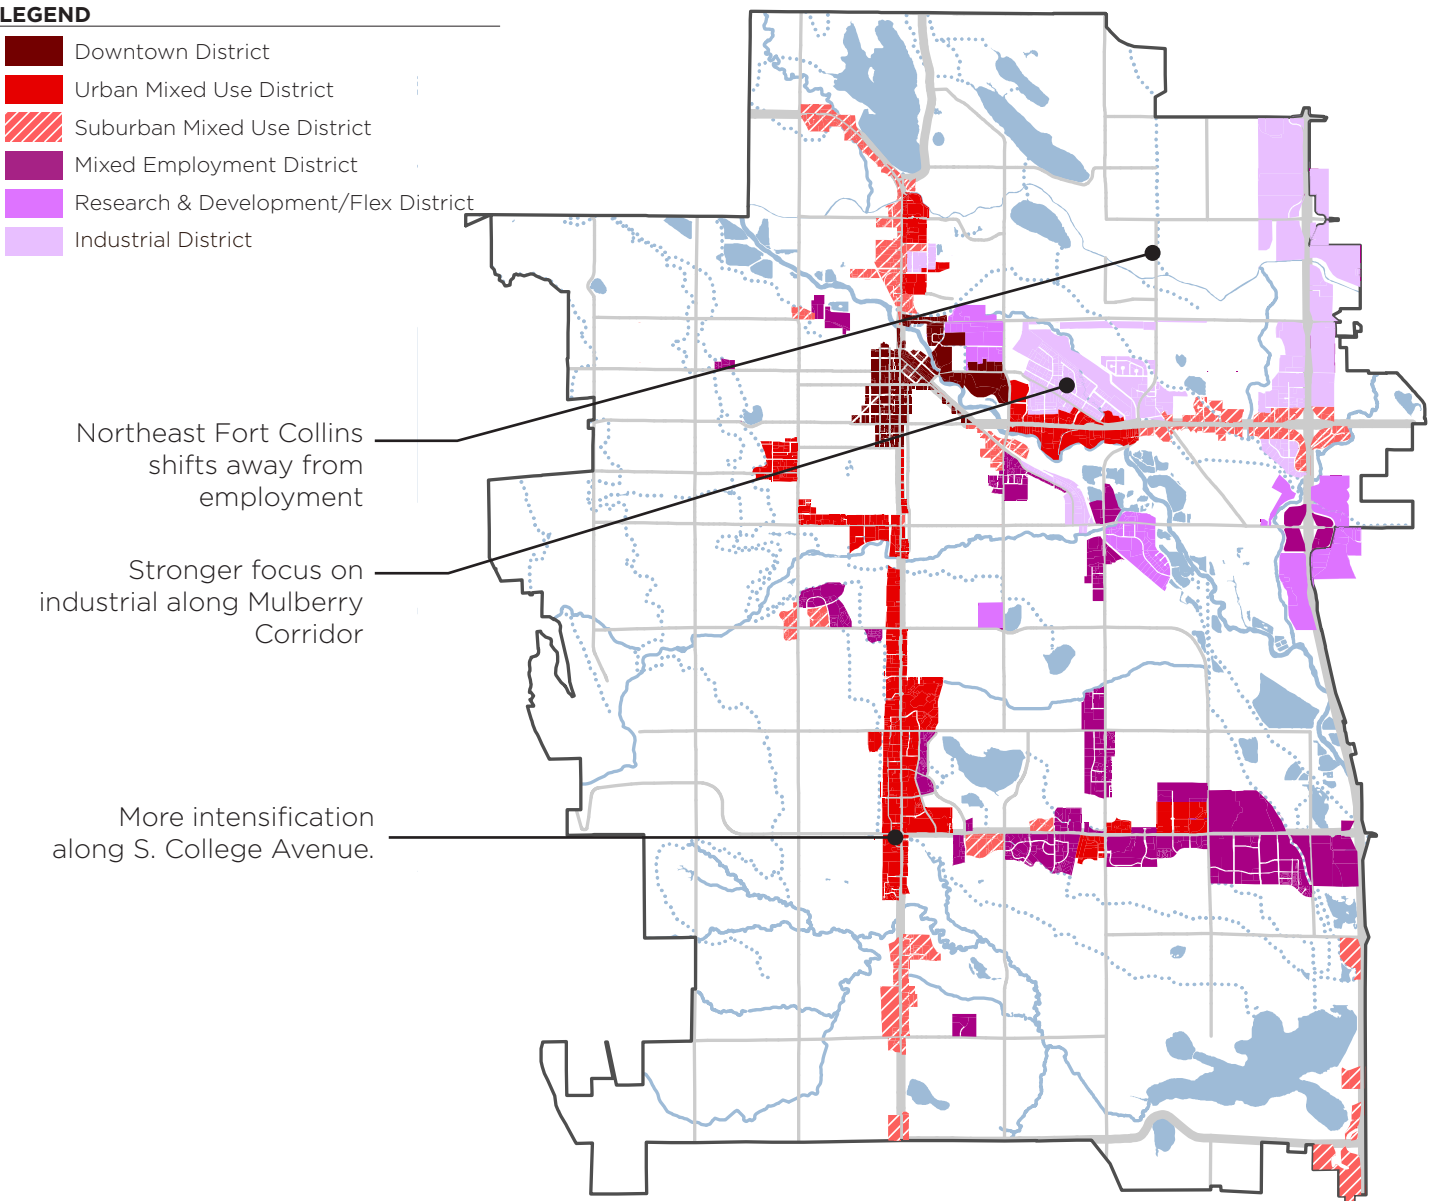 LEGEND
Downtown District
Urban Mixed Use District
Suburban Mixed Use District
Mixed Employment District
Research & Development/Flex District
Industrial District
Northeast Fort Collins
shifts away from
employment
Stronger focus on
industrial along Mulberry
Corridor
More intensification
along S. College Avenue.